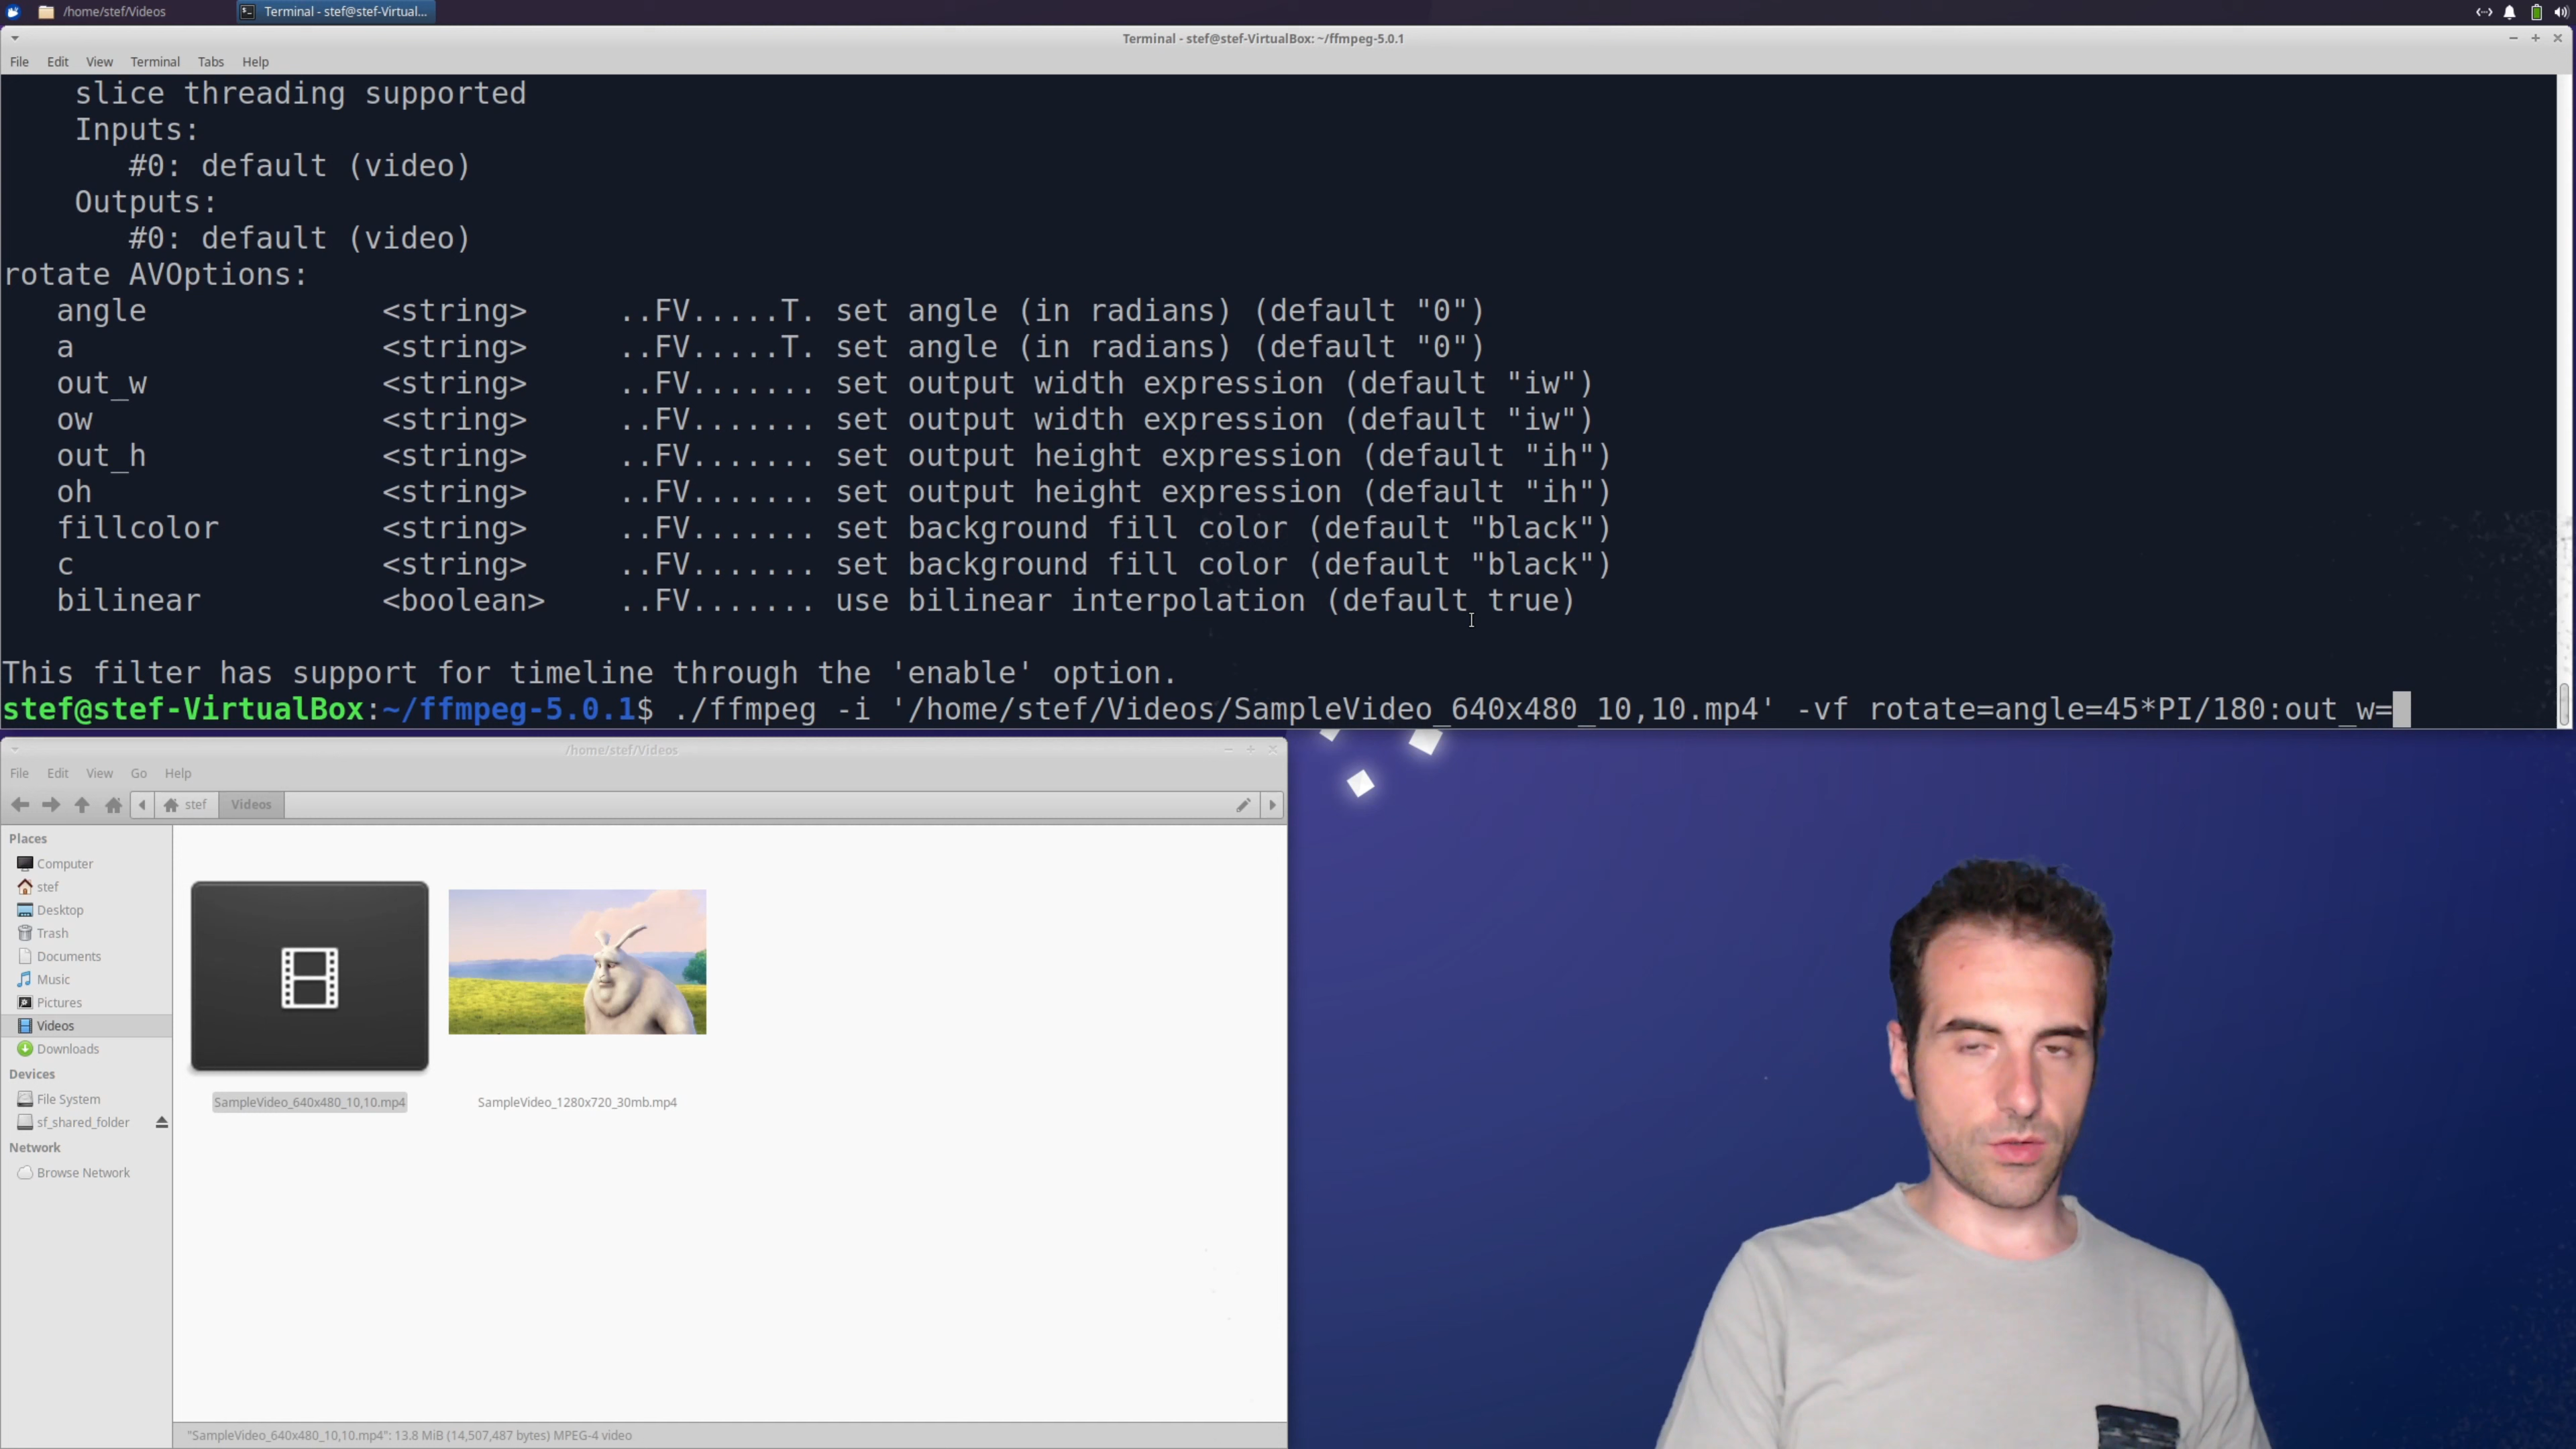 /home/stef/Videos
Terminal - stef@stef-Virtual...
Terminal - stef@stef-VirtualBox: ~/ffmpeg-5.0.1
File Edit View Terminal Tabs Help
slice threading supported
Inputs:
#0: default (video)
Outputs:
#0: default (video)
rotate AVOptions:
angle <string> ..FV.....T. set angle (in radians) (default "0")
a <string> ..FV.....T. set angle (in radians) (default "0")
out_w <string> ..FV....... set output width expression (default "iw")
ow <string> ..FV....... set output width expression (default "iw")
out_h <string> ..FV....... set output height expression (default "ih")
oh <string> ..FV....... set output height expression (default "ih")
fillcolor <string> ..FV....... set background fill color (default "black")
c <string> ..FV....... set background fill color (default "black")
bilinear <boolean> ..FV....... use bilinear interpolation (default true)
This filter has support for timeline through the 'enable' option.
stef@stef-VirtualBox:~/ffmpeg-5.0.1$ ./ffmpeg -i '/home/stef/Videos/SampleVideo_640x480_10,10.mp4' -vf rotate=angle=45*PI/180:out_w=
/home/stef/Videos
File Edit View Go Help
stef Videos
Places
Computer
stef
Desktop
Trash
Documents
Music
Pictures
Videos
Downloads
Devices
File System
sf_shared_folder
Network
Browse Network
SampleVideo_640x480_10,10.mp4
SampleVideo_1280x720_30mb.mp4
"SampleVideo_640x480_10,10.mp4": 13.8 MiB (14,507,487 bytes) MPEG-4 video